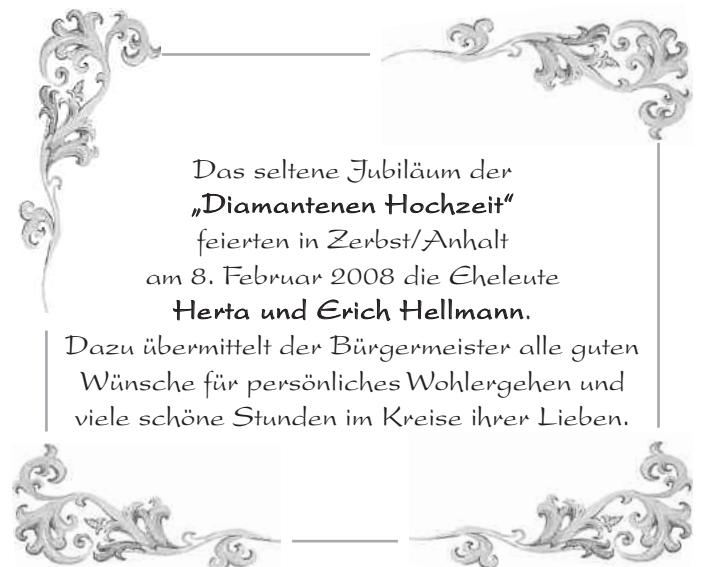 Das seltene Jubiläum der
„Diamantenen Hochzeit“
feierten in Zerbst/Anhalt
am 8. Februar 2008 die Eheleute
Herta und Erich Hellmann.
Dazu übermittelt der Bürgermeister alle guten
Wünsche für persönliches Wohlergehen und
viele schöne Stunden im Kreise ihrer Lieben.